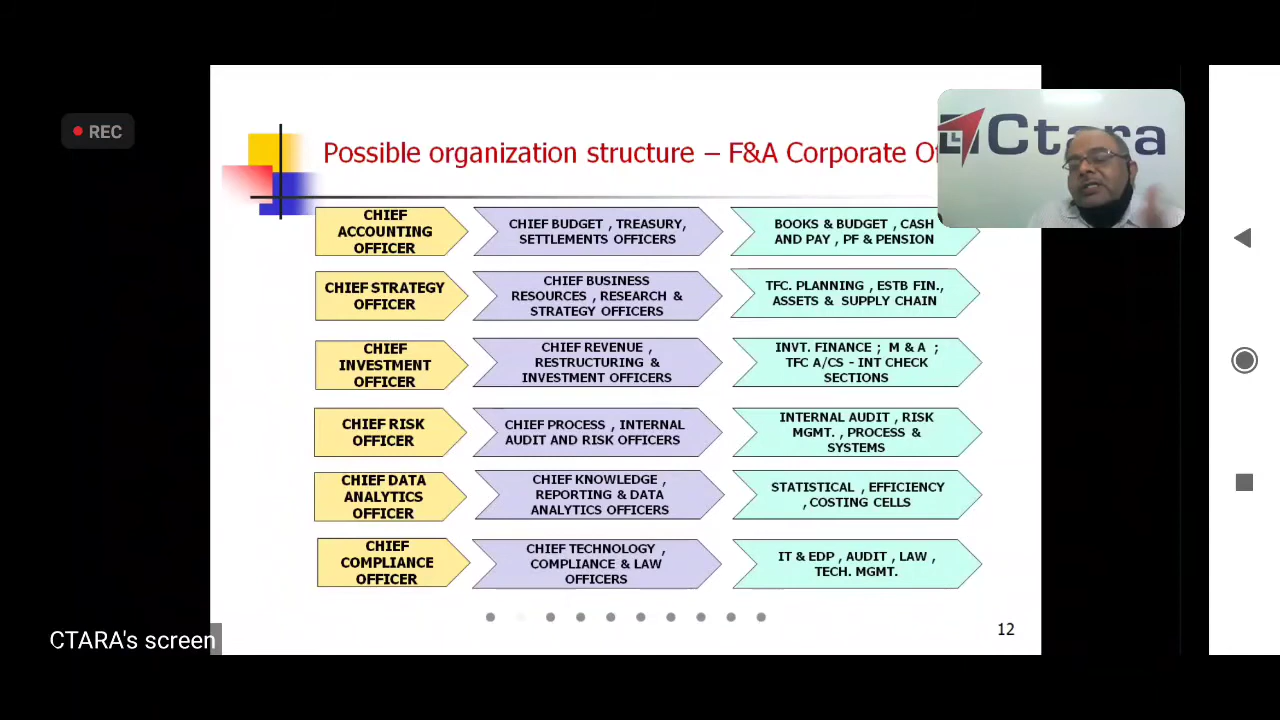 REC
Ctara
Possible organization structure – F&A Corporate
CHIEF
ACCOUNTING
OFFICER
CHIEF BUDGET , TREASURY,
SETTLEMENTS OFFICERS
BOOKS & BUDGET , CASH
AND PAY , PF & PENSION
CHIEF STRATEGY
OFFICER
CHIEF BUSINESS
RESOURCES , RESEARCH &
STRATEGY OFFICERS
TFC. PLANNING , ESTB FIN.,
ASSETS & SUPPLY CHAIN
CHIEF
INVESTMENT
OFFICER
CHIEF REVENUE ,
RESTRUCTURING &
INVESTMENT OFFICERS
INVT. FINANCE ; M & A ;
TFC A/CS - INT CHECK
SECTIONS
CHIEF RISK
OFFICER
CHIEF PROCESS , INTERNAL
AUDIT AND RISK OFFICERS
INTERNAL AUDIT , RISK
MGMT. , PROCESS &
SYSTEMS
CHIEF DATA
ANALYTICS
OFFICER
CHIEF KNOWLEDGE ,
REPORTING & DATA
ANALYTICS OFFICERS
STATISTICAL , EFFICIENCY
,COSTING CELLS
CHIEF
COMPLIANCE
OFFICER
CHIEF TECHNOLOGY ,
COMPLIANCE & LAW
OFFICERS
IT & EDP , AUDIT , LAW ,
TECH. MGMT.
12
CTARA's screen